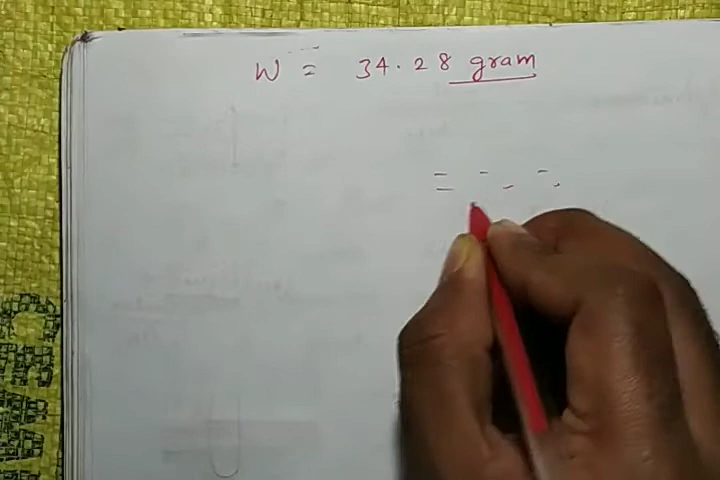 W = 34.28 gram
=